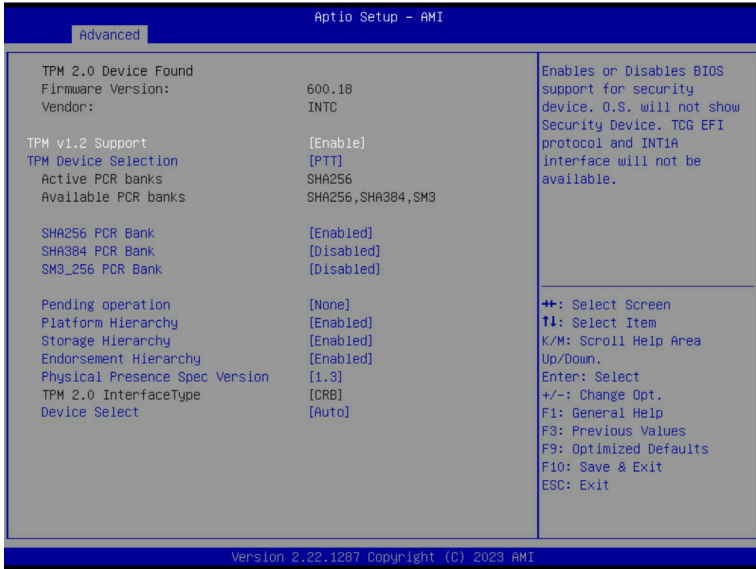 Aptio Setup – AMI
Advanced
TPM 2.0 Device Found
Firmware Version: 600.18
Vendor: INTC
TPM v1.2 Support [Enable]
TPM Device Selection [PTT]
Active PCR banks SHA256
Available PCR banks SHA256,SHA384,SM3
SHA256 PCR Bank [Enabled]
SHA384 PCR Bank [Disabled]
SM3_256 PCR Bank [Disabled]
Pending operation [None]
Platform Hierarchy [Enabled]
Storage Hierarchy [Enabled]
Endorsement Hierarchy [Enabled]
Physical Presence Spec Version [1.3]
TPM 2.0 InterfaceType [CRB]
Device Select [Auto]
Enables or Disables BIOS
support for security
device. O.S. will not show
Security Device. TCG EFI
protocol and INT1A
interface will not be
available.
→←: Select Screen
↑↓: Select Item
K/M: Scroll Help Area
Up/Down.
Enter: Select
+/-: Change Opt.
F1: General Help
F3: Previous Values
F9: Optimized Defaults
F10: Save & Exit
ESC: Exit
Version 2.22.1287 Copyright (C) 2023 AMI